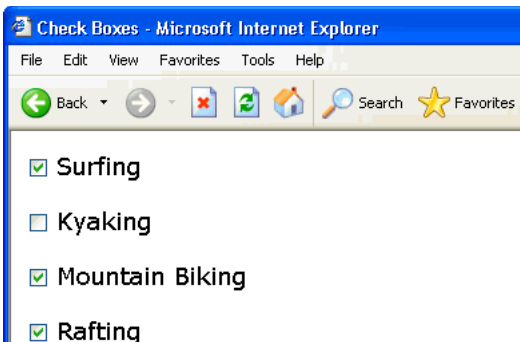 Check Boxes - Microsoft Internet Explorer
File Edit View Favorites Tools Help
Back Search Favorites
Surfing
Kyaking
Mountain Biking
Rafting